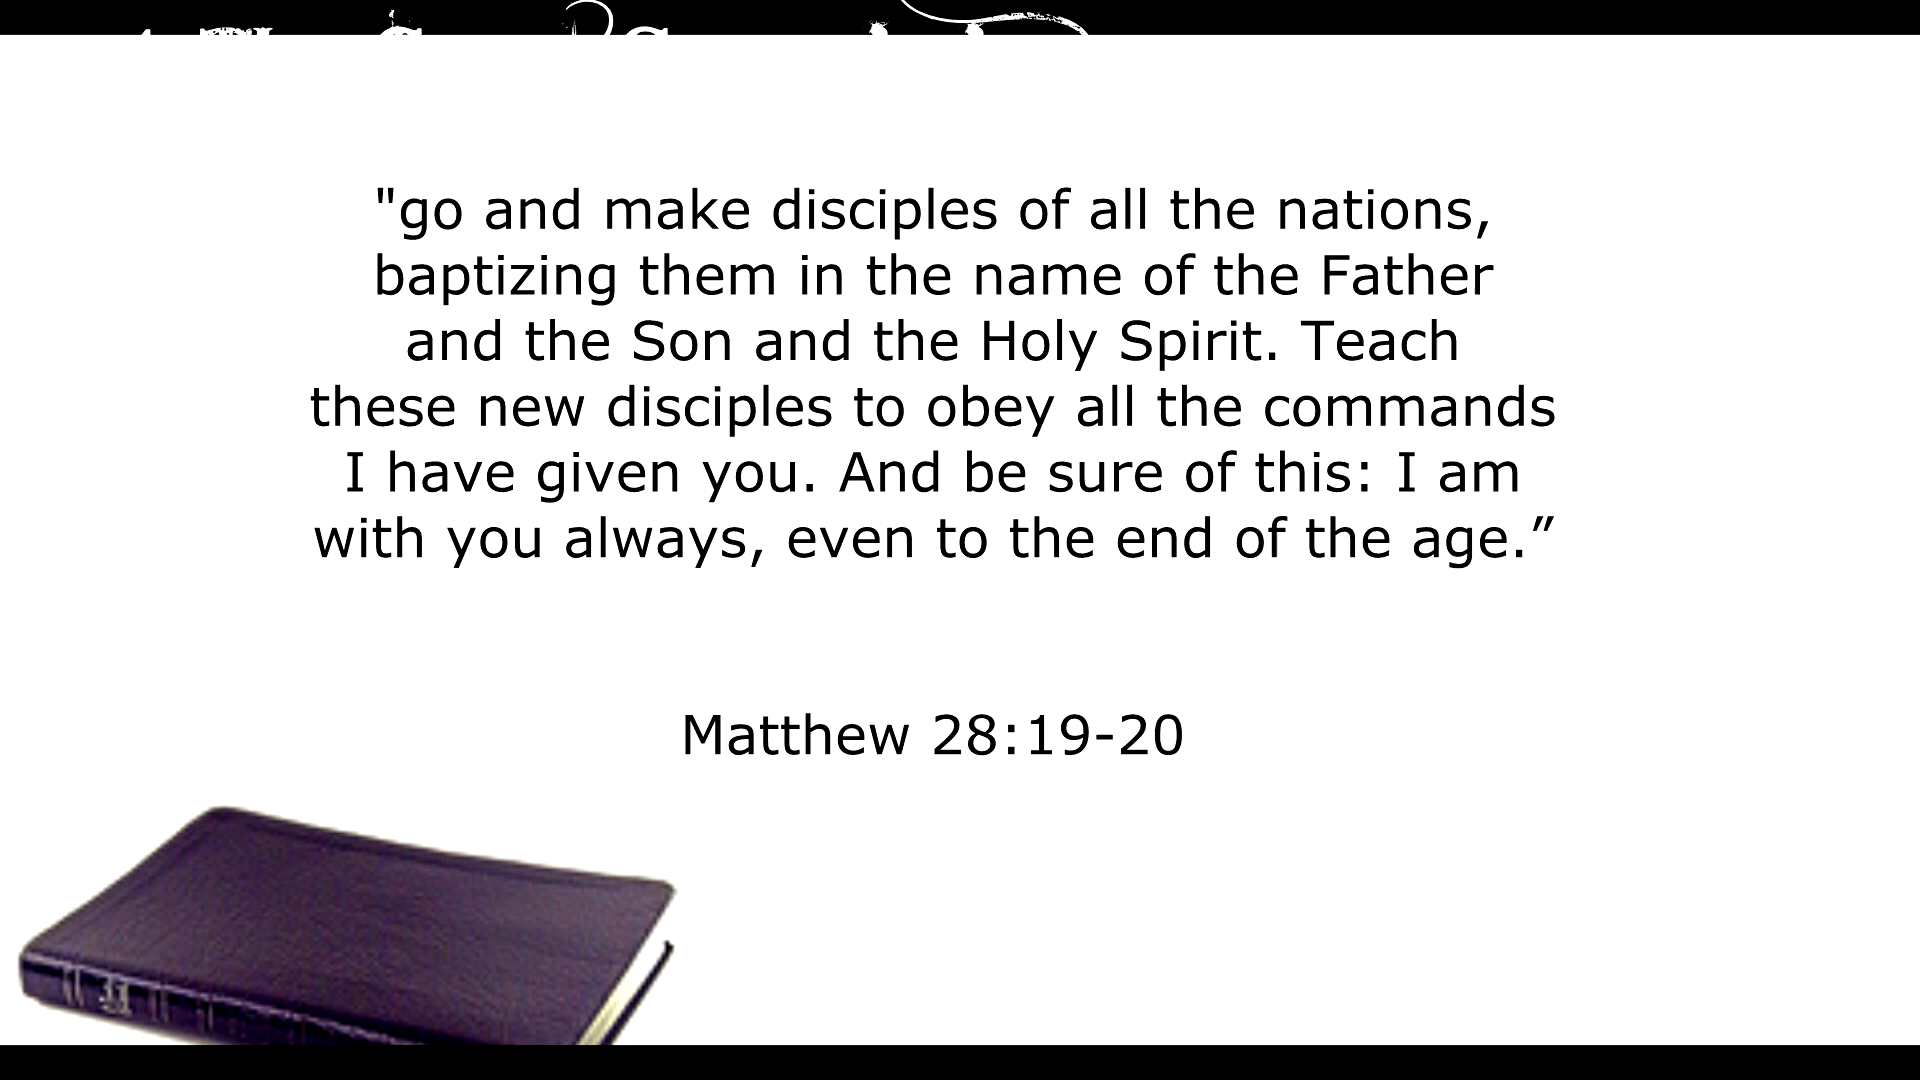 "go and make disciples of all the nations,
baptizing them in the name of the Father
and the Son and the Holy Spirit. Teach
these new disciples to obey all the commands
I have given you. And be sure of this: I am
with you always, even to the end of the age.”
Matthew 28:19-20